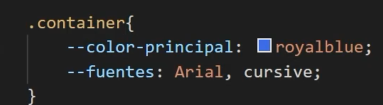 .container{
--color-principal: royalblue;
--fuentes: Arial, cursive;
}